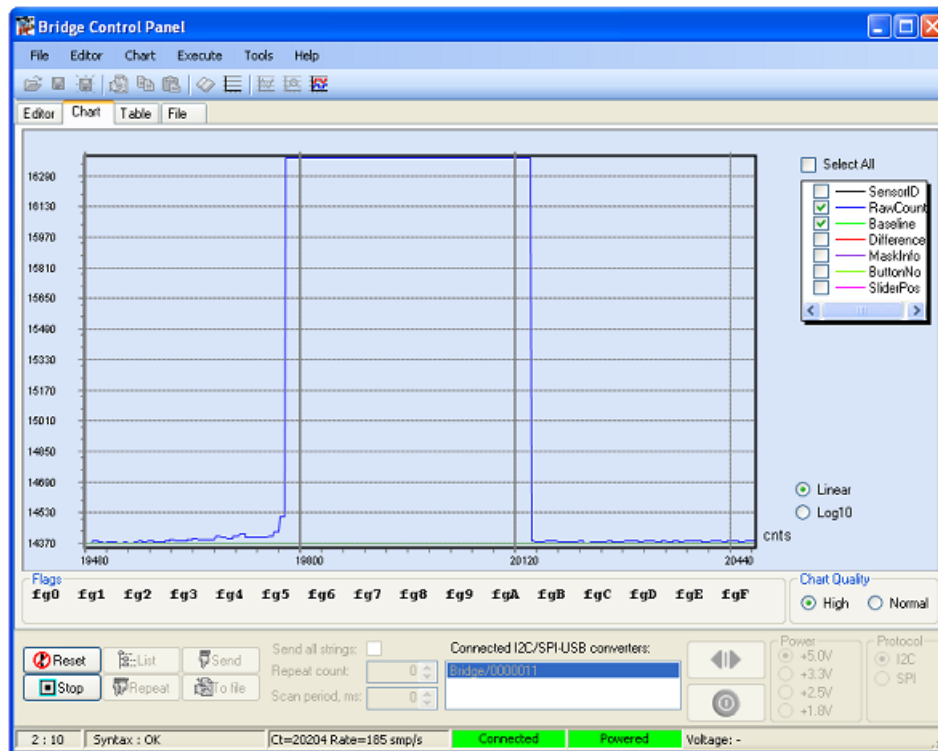 Bridge Control Panel
File Editor Chart Execute Tools Help
Editor Chart Table File
16290
16130
15970
15810
15650
15490
15330
15170
15010
14850
14690
14530
14370
19480 19800 20120 20440
cnts
Select All
SensorID
RawCount
Baseline
Difference
MaskInfo
ButtonNo
SliderPos
Linear
Log10
Flags
fg0 fg1 fg2 fg3 fg4 fg5 fg6 fg7 fg8 fg9 fgA fgB fgC fgD fgE fgF
Chart Quality
High Normal
Reset List Send
Stop Repeat To file
Send all strings:
Repeat count: 0
Scan period, ms: 0
Connected I2C/SPI-USB converters:
Bridge/0000011
Power
+5.0V
+3.3V
+2.5V
+1.8V
Protocol
I2C
SPI
2 : 10 Syntax : OK Ct=20204 Rate=185 smp/s Connected Powered Voltage: -